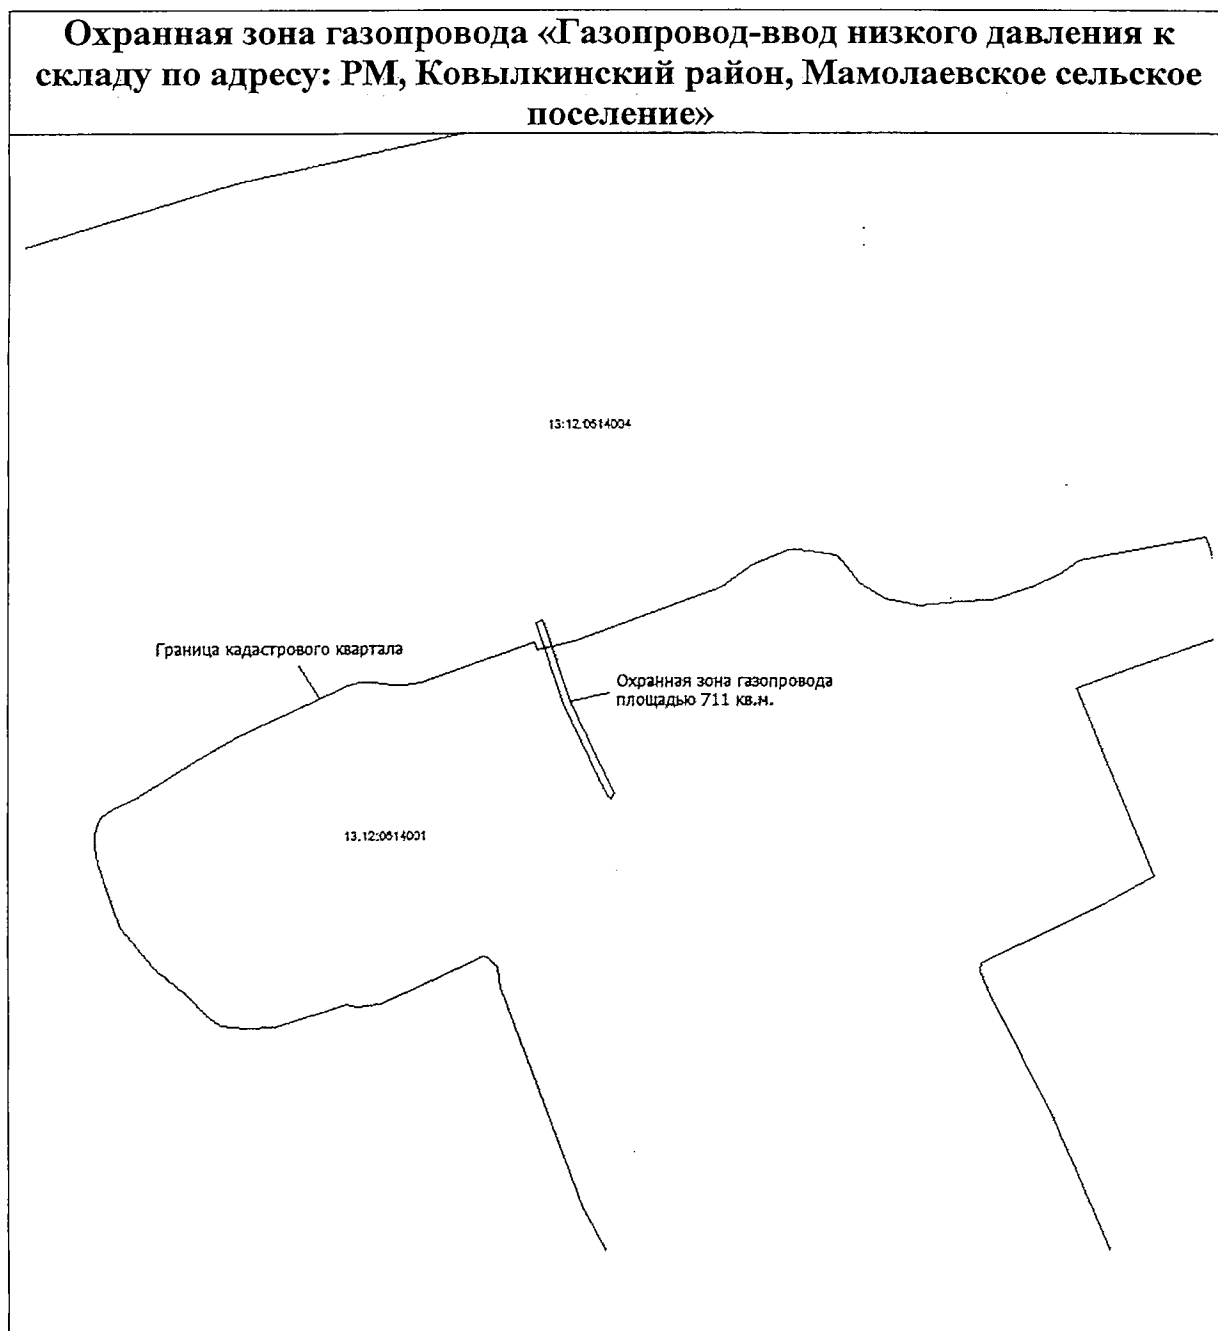 Охранная зона газопровода «Газопровод-ввод низкого давления к
складу по адресу: РМ, Ковылкинский район, Мамолаевское сельское
поселение»
13:12:0614004
Граница кадастрового квартала
Охранная зона газопровода
площадью 711 кв.м.
13:12:0614001